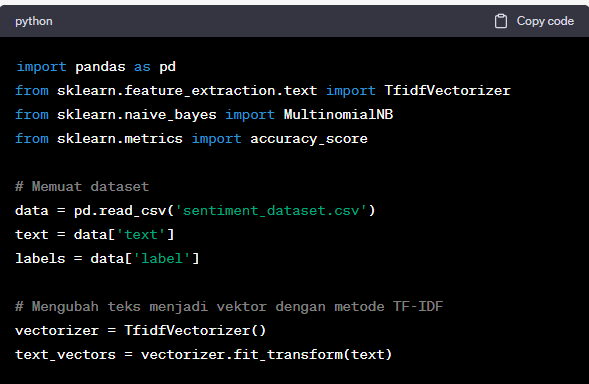 python
Copy code
import pandas as pd
from sklearn.feature_extraction.text import TfidfVectorizer
from sklearn.naive_bayes import MultinomialNB
from sklearn.metrics import accuracy_score
# Memuat dataset
data = pd.read_csv('sentiment_dataset.csv')
text = data['text']
labels = data['label']
# Mengubah teks menjadi vektor dengan metode TF-IDF
vectorizer = TfidfVectorizer()
text_vectors = vectorizer.fit_transform(text)